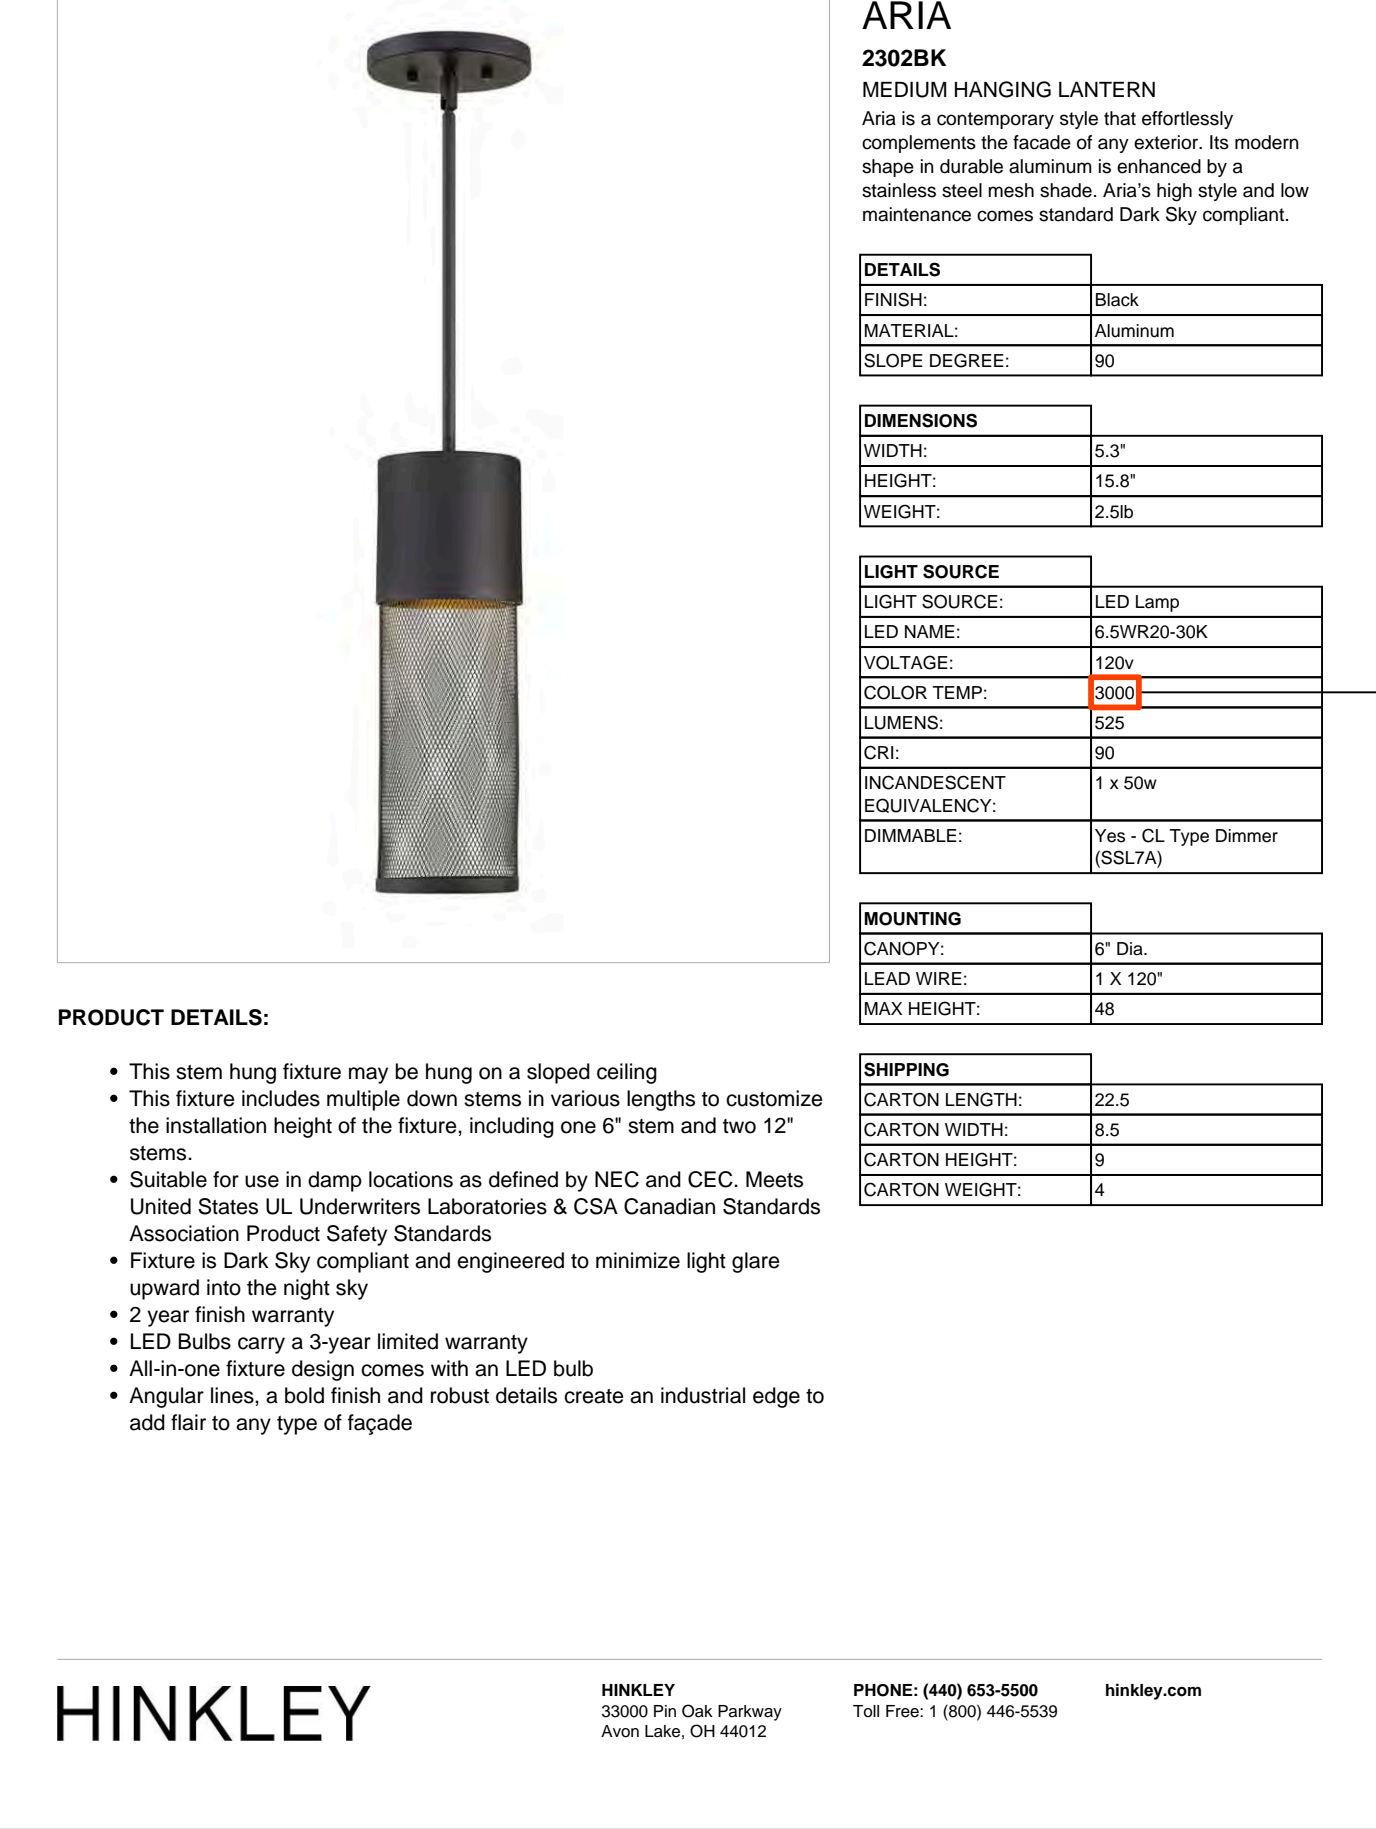 ARIA
2302BK
MEDIUM HANGING LANTERN
Aria is a contemporary style that effortlessly
complements the facade of any exterior. Its modern
shape in durable aluminum is enhanced by a
stainless steel mesh shade. Aria’s high style and low
maintenance comes standard Dark Sky compliant.
DETAILS
FINISH: Black
MATERIAL: Aluminum
SLOPE DEGREE: 90
DIMENSIONS
WIDTH: 5.3"
HEIGHT: 15.8"
WEIGHT: 2.5lb
LIGHT SOURCE
LIGHT SOURCE: LED Lamp
LED NAME: 6.5WR20-30K
VOLTAGE: 120v
COLOR TEMP: 3000
LUMENS: 525
CRI: 90
INCANDESCENT 1 x 50w
EQUIVALENCY:
DIMMABLE: Yes - CL Type Dimmer
(SSL7A)
MOUNTING
CANOPY: 6" Dia.
LEAD WIRE: 1 X 120"
MAX HEIGHT: 48
SHIPPING
CARTON LENGTH: 22.5
CARTON WIDTH: 8.5
CARTON HEIGHT: 9
CARTON WEIGHT: 4
PRODUCT DETAILS:
• This stem hung fixture may be hung on a sloped ceiling
• This fixture includes multiple down stems in various lengths to customize
the installation height of the fixture, including one 6" stem and two 12"
stems.
• Suitable for use in damp locations as defined by NEC and CEC. Meets
United States UL Underwriters Laboratories & CSA Canadian Standards
Association Product Safety Standards
• Fixture is Dark Sky compliant and engineered to minimize light glare
upward into the night sky
• 2 year finish warranty
• LED Bulbs carry a 3-year limited warranty
• All-in-one fixture design comes with an LED bulb
• Angular lines, a bold finish and robust details create an industrial edge to
add flair to any type of façade
HINKLEY
HINKLEY
33000 Pin Oak Parkway
Avon Lake, OH 44012
PHONE: (440) 653-5500
Toll Free: 1 (800) 446-5539
hinkley.com